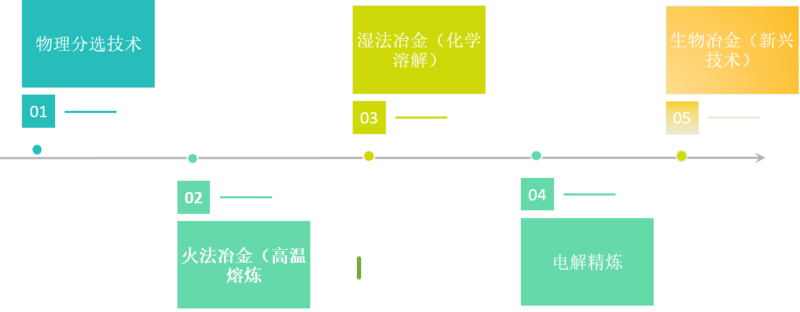 物理分选技术
01
02
火法冶金（高温
熔炼
湿法冶金（化学
溶解）
03
04
电解精炼
生物冶金（新兴
技术）
05